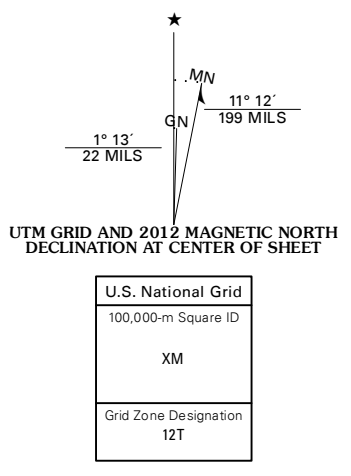 ★
MN
GN
11° 12´
199 MILS
1° 13´
22 MILS
UTM GRID AND 2012 MAGNETIC NORTH
DECLINATION AT CENTER OF SHEET
U.S. National Grid
100,000-m Square ID
XM
Grid Zone Designation
12T